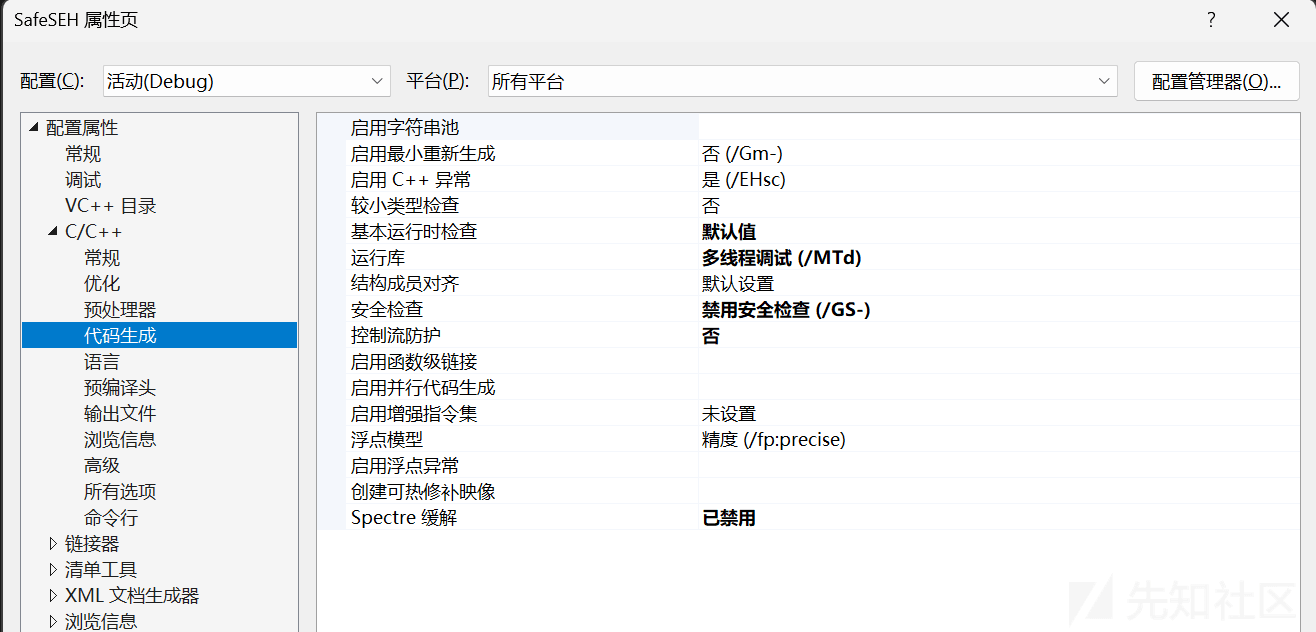 SafeSEH 属性页
配置(C): 活动(Debug) 平台(P): 所有平台 配置管理器(O)...
配置属性
常规
调试
VC++ 目录
C/C++
常规
优化
预处理器
代码生成
语言
预编译头
输出文件
浏览信息
高级
所有选项
命令行
链接器
清单工具
XML 文档生成器
浏览信息
启用字符串池
启用最小重新生成 否 (/Gm-)
启用 C++ 异常 是 (/EHsc)
较小类型检查 否
基本运行时检查 默认值
运行库 多线程调试 (/MTd)
结构成员对齐 默认设置
安全检查 禁用安全检查 (/GS-)
控制流防护 否
启用函数级链接
启用并行代码生成
启用增强指令集 未设置
浮点模型 精度 (/fp:precise)
启用浮点异常
创建可热修补映像
Spectre 缓解 已禁用
先知社区